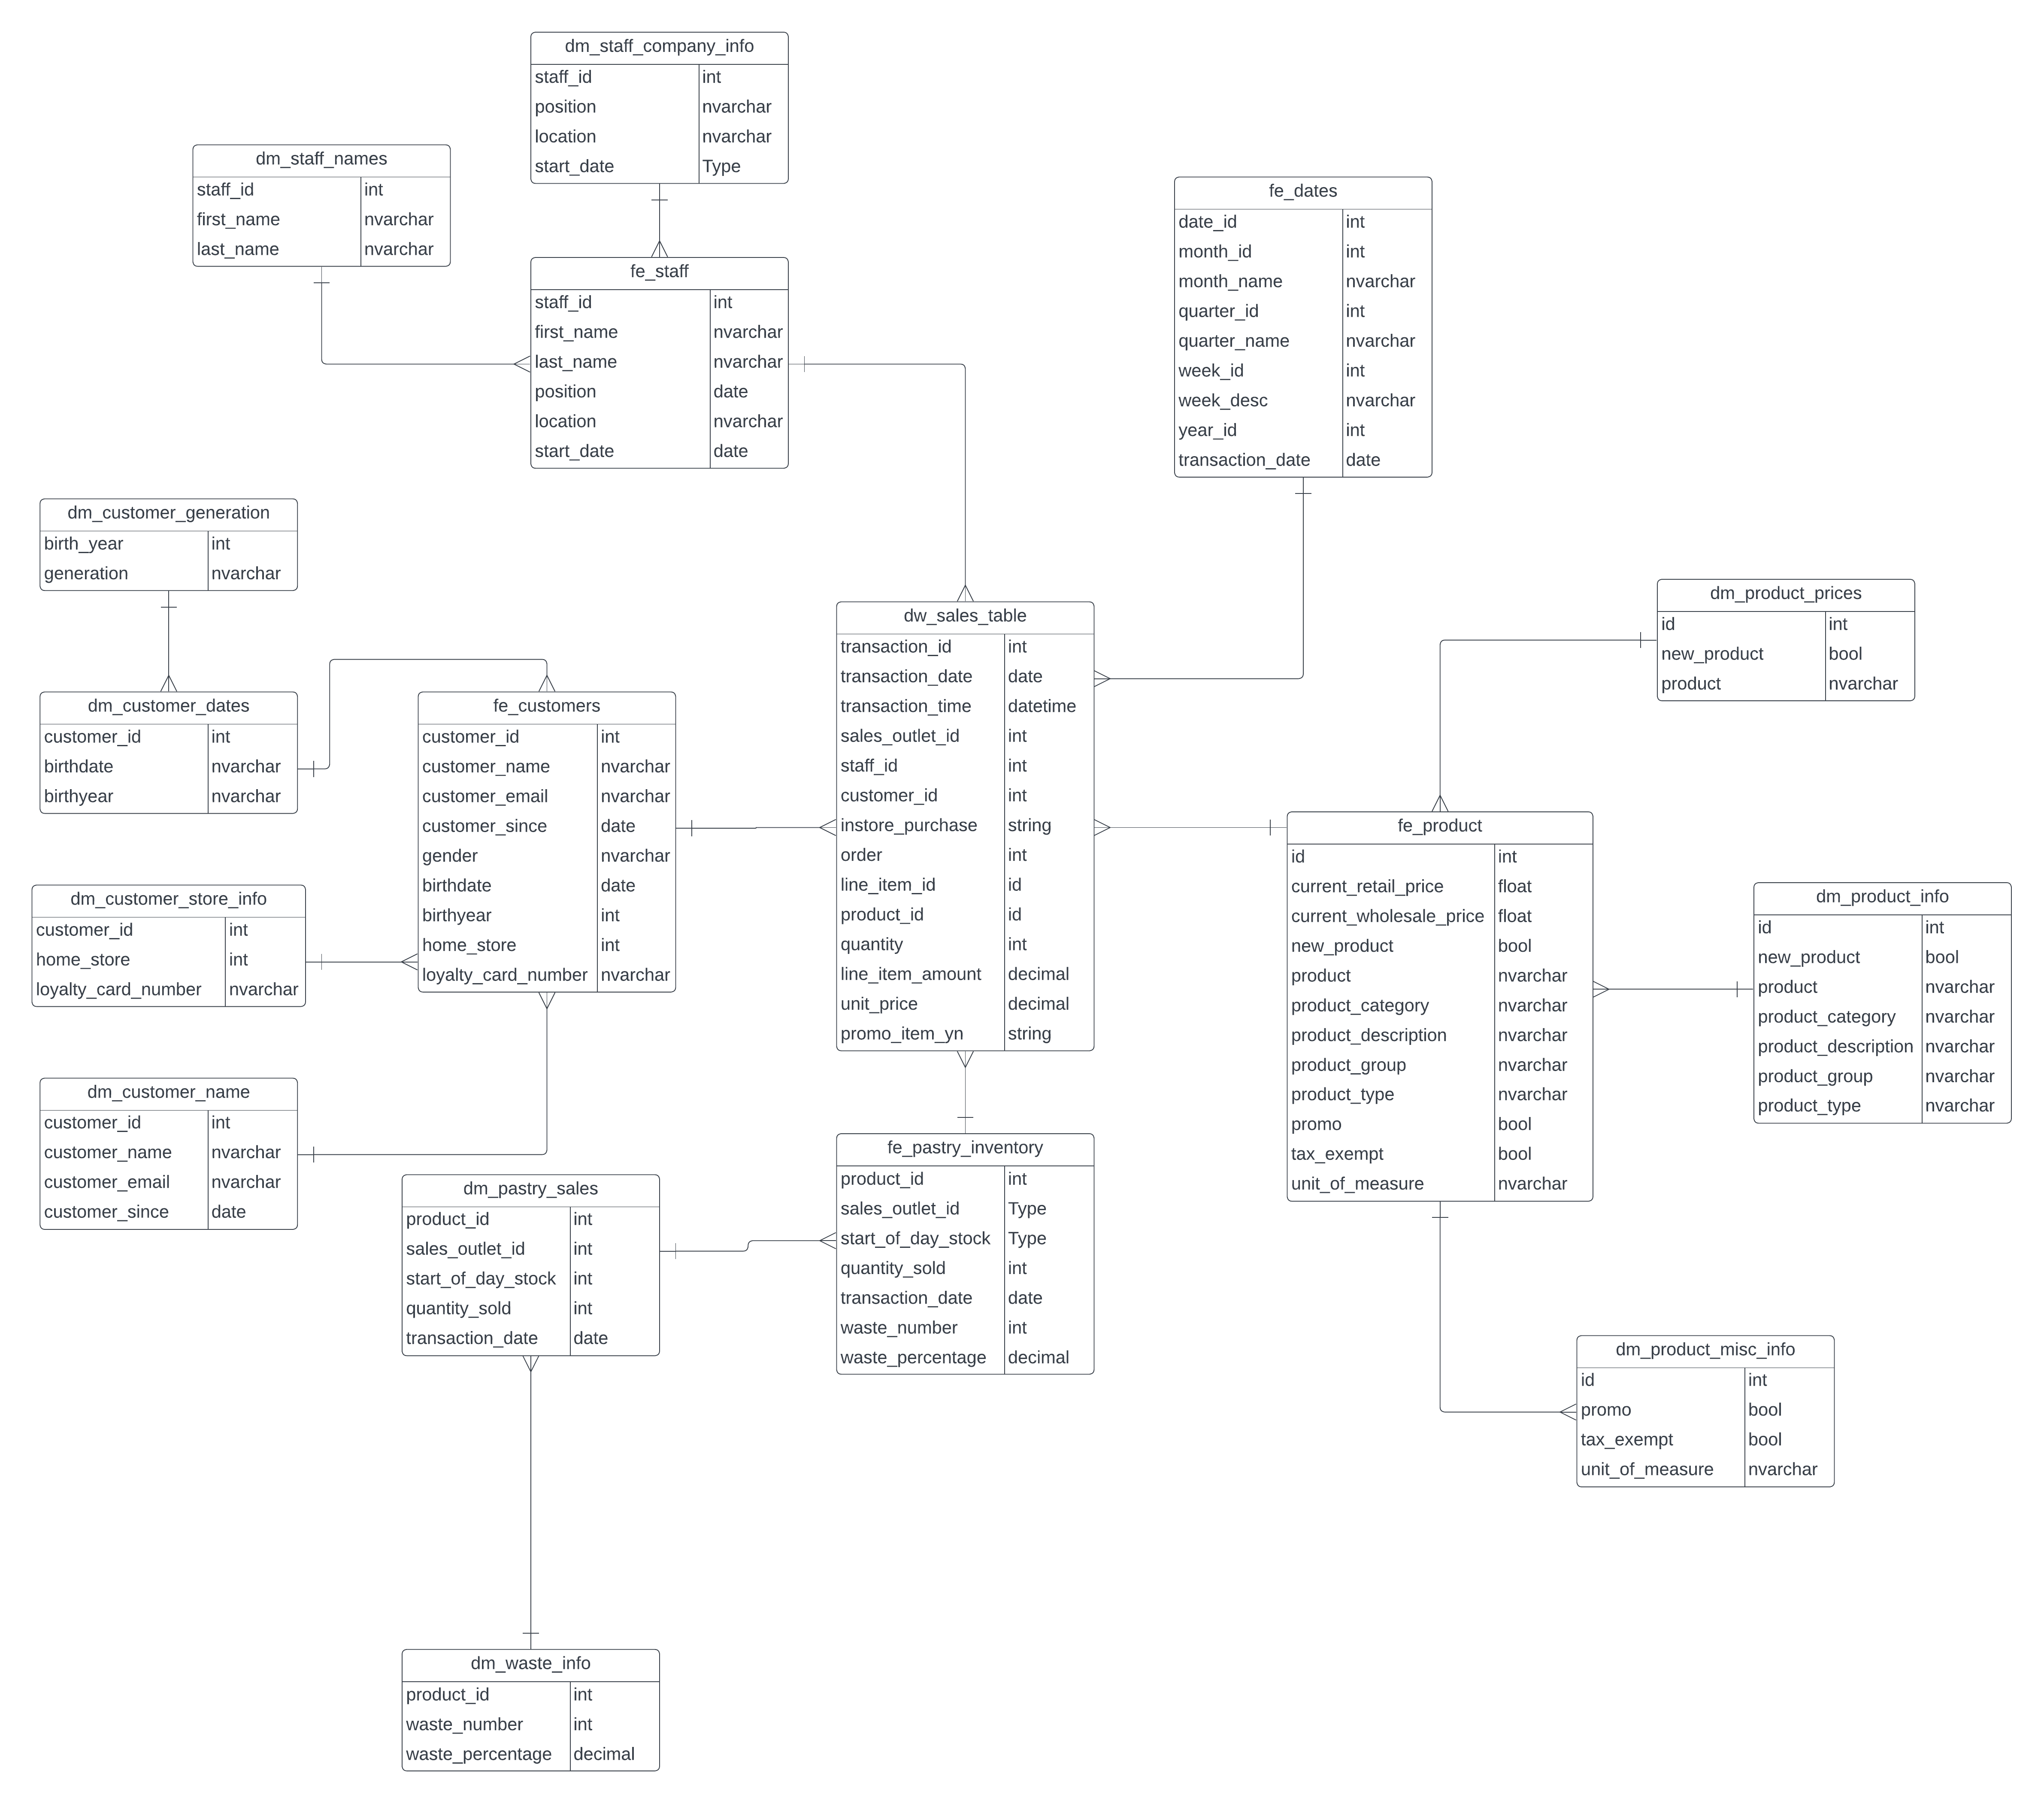 dm_staff_company_info
staff_id int
position nvarchar
location nvarchar
start_date Type
dm_staff_names
staff_id int
first_name nvarchar
last_name nvarchar
fe_dates
date_id int
month_id int
month_name nvarchar
quarter_id int
quarter_name nvarchar
week_id int
week_desc nvarchar
year_id int
transaction_date date
fe_staff
staff_id int
first_name nvarchar
last_name nvarchar
position date
location nvarchar
start_date date
dm_customer_generation
birth_year int
generation nvarchar
dm_product_prices
id int
new_product bool
product nvarchar
dw_sales_table
transaction_id int
transaction_date date
transaction_time datetime
sales_outlet_id int
staff_id int
customer_id int
instore_purchase string
order int
line_item_id id
product_id id
quantity int
line_item_amount decimal
unit_price decimal
promo_item_yn string
dm_customer_dates
customer_id int
birthdate nvarchar
birthyear nvarchar
fe_customers
customer_id int
customer_name nvarchar
customer_email nvarchar
customer_since date
gender nvarchar
birthdate date
birthyear int
home_store int
loyalty_card_number nvarchar
fe_product
id int
current_retail_price float
current_wholesale_price float
new_product bool
product nvarchar
product_category nvarchar
product_description nvarchar
product_group nvarchar
product_type nvarchar
promo bool
tax_exempt bool
unit_of_measure nvarchar
dm_product_info
id int
new_product bool
product nvarchar
product_category nvarchar
product_description nvarchar
product_group nvarchar
product_type nvarchar
dm_customer_store_info
customer_id int
home_store int
loyalty_card_number nvarchar
dm_customer_name
customer_id int
customer_name nvarchar
customer_email nvarchar
customer_since date
fe_pastry_inventory
product_id int
sales_outlet_id Type
start_of_day_stock Type
quantity_sold int
transaction_date date
waste_number int
waste_percentage decimal
dm_pastry_sales
product_id int
sales_outlet_id int
start_of_day_stock int
quantity_sold int
transaction_date date
dm_product_misc_info
id int
promo bool
tax_exempt bool
unit_of_measure nvarchar
dm_waste_info
product_id int
waste_number int
waste_percentage decimal